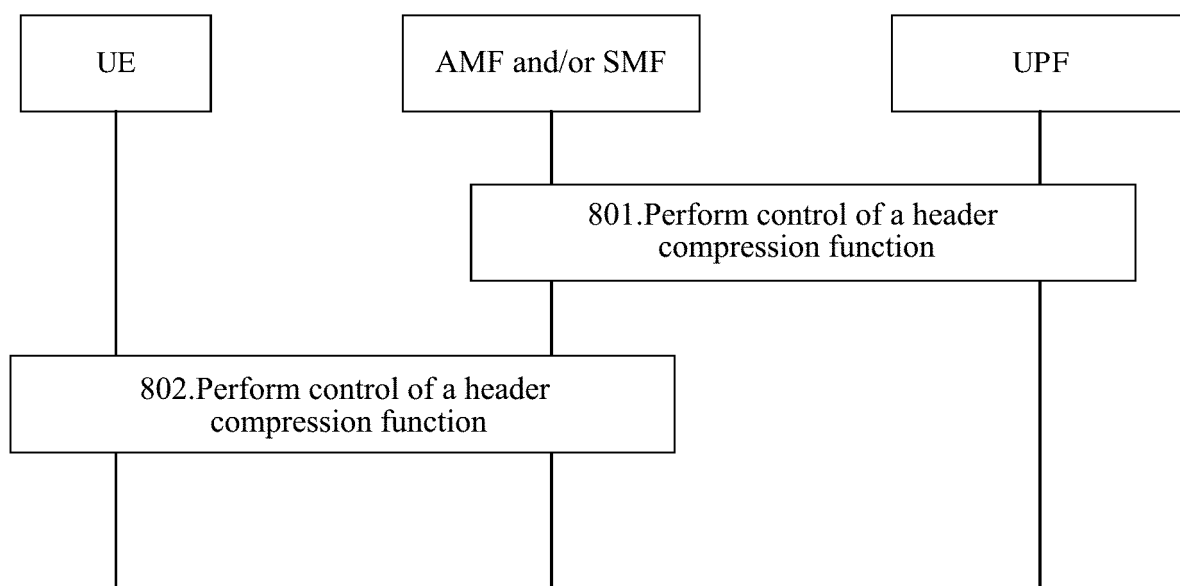 UE
AMF and/or SMF
UPF
801.Perform control of a header
compression function
802.Perform control of a header
compression function